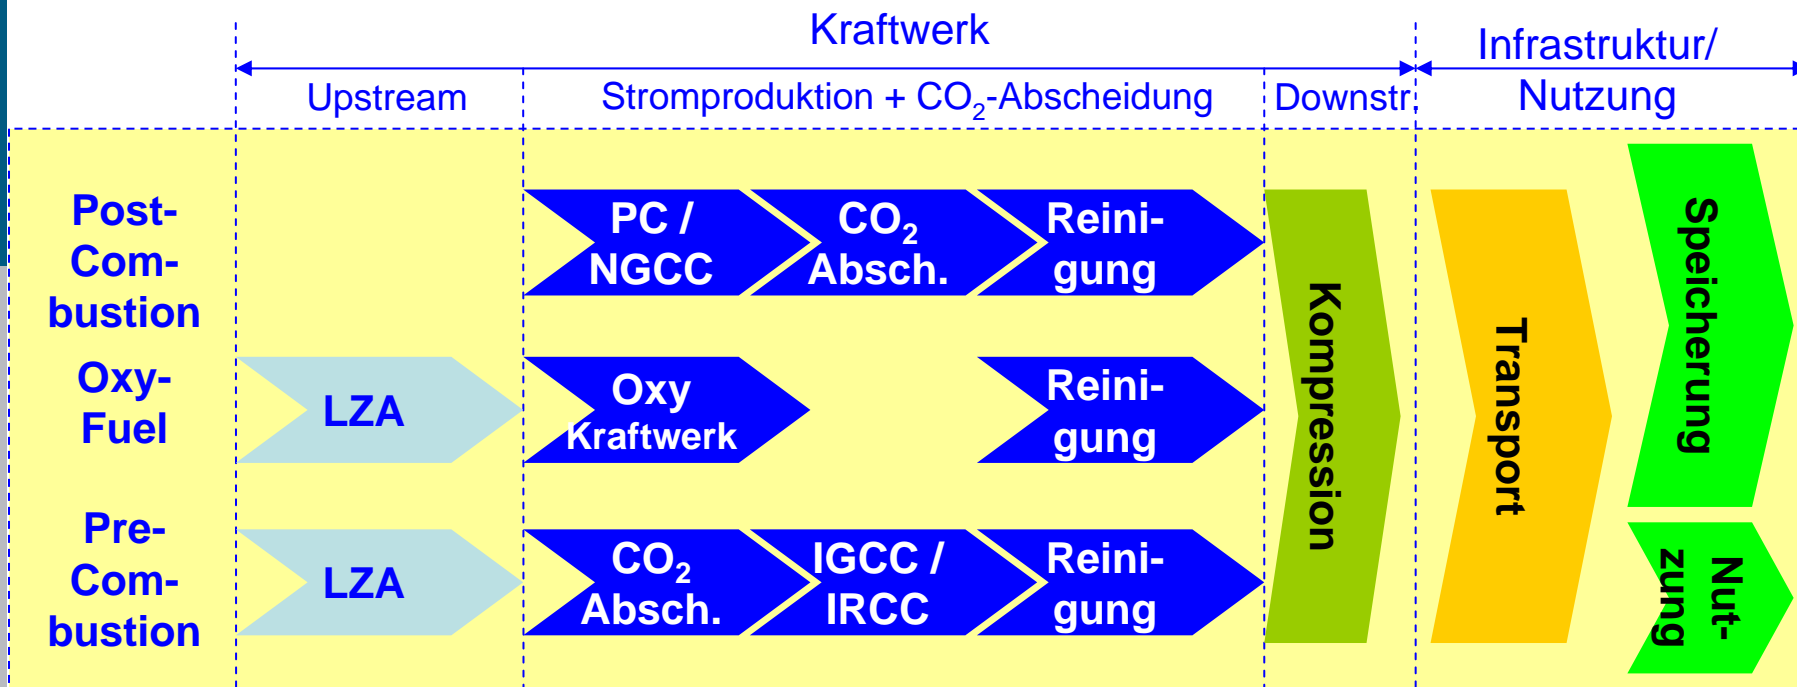 Kraftwerk
Infrastruktur/
Nutzung
Upstream
Stromproduktion + CO₂-Abscheidung
Downstr.
Post-
Com-
bustion
PC /
NGCC
CO₂
Absch.
Reini-
gung
Oxy-
Fuel
LZA
Oxy
Kraftwerk
Reini-
gung
Pre-
Com-
bustion
LZA
CO₂
Absch.
IGCC /
IRCC
Reini-
gung
Kompression
Transport
Speicherung
Nut-
zung